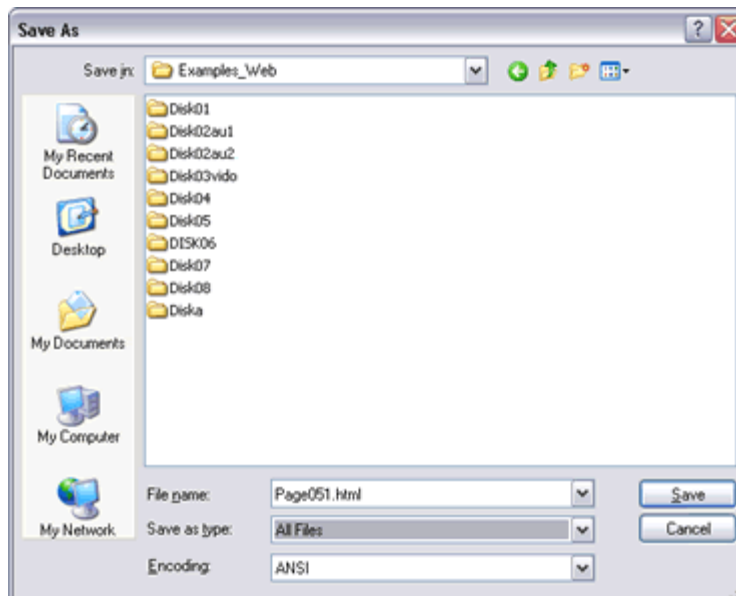 Save As
Save in:
Examples_Web
My Recent
Documents
Desktop
My Documents
My Computer
My Network
Disk01
Disk02au1
Disk02au2
Disk03vido
Disk04
Disk05
DISK06
Disk07
Disk08
Diska
File name:
Page051.html
Save
Save as type:
All Files
Cancel
Encoding:
ANSI